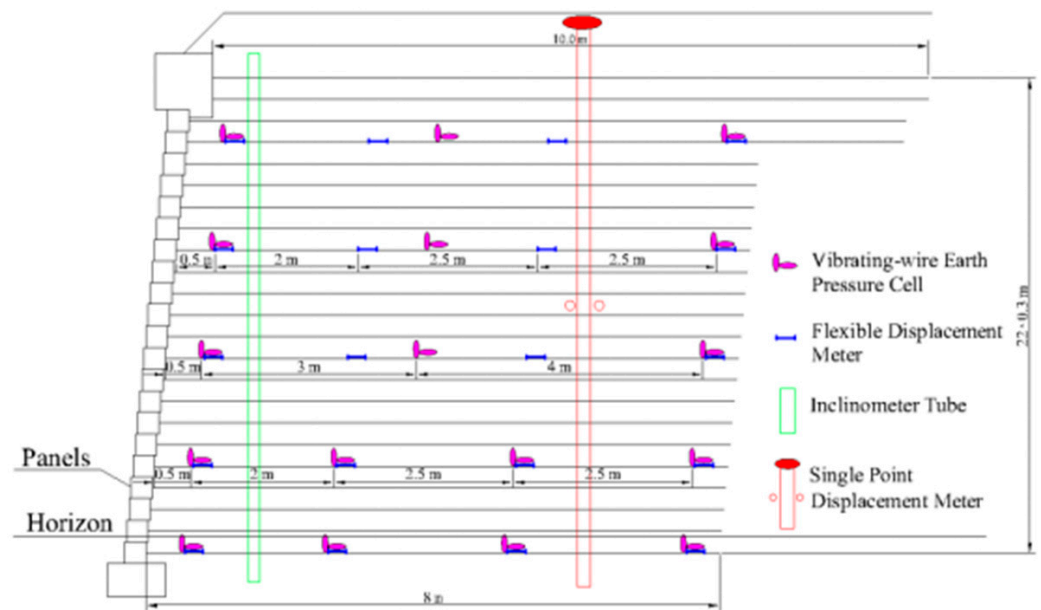 10.0 m
0.5 m
2 m
2.5 m
2.5 m
Vibrating-wire Earth
Pressure Cell
22·0.3 m
Flexible Displacement
Meter
0.5 m
3 m
4 m
Inclinometer Tube
Panels
0.5 m
2 m
2.5 m
2.5 m
Single Point
Displacement Meter
Horizon
8 m